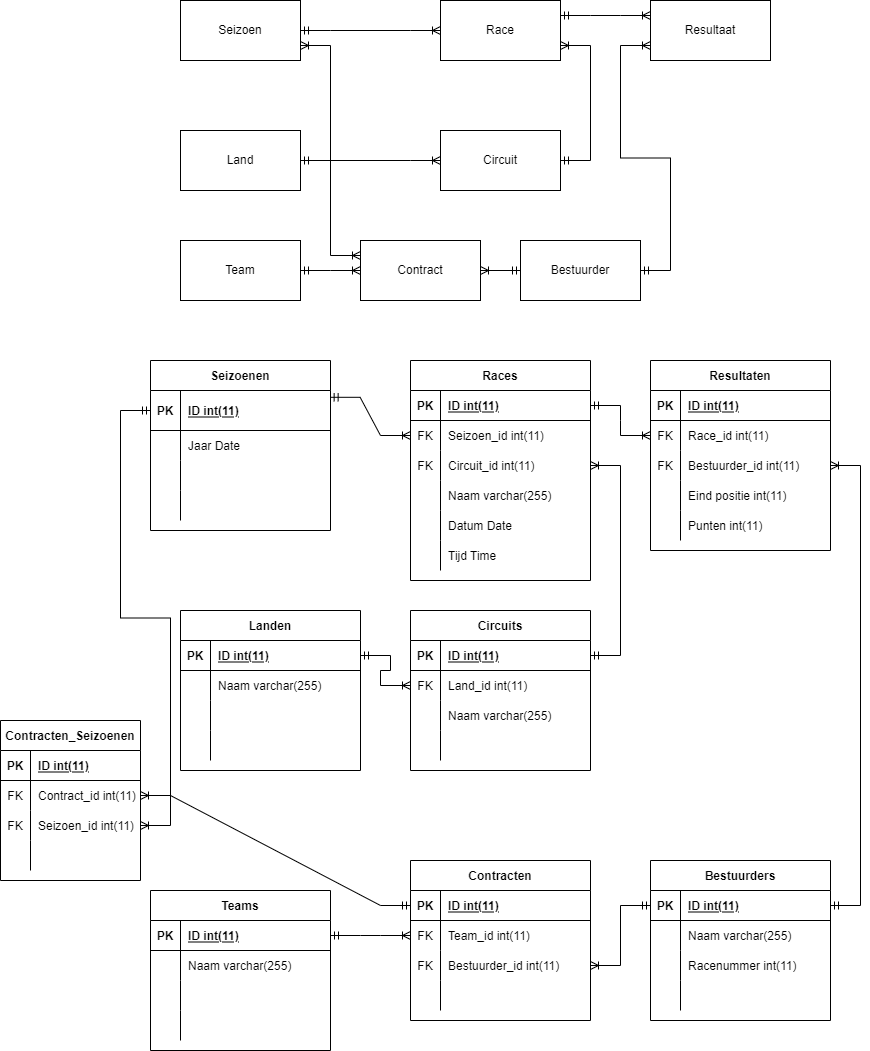 Seizoen
Race
Resultaat
Land
Circuit
Team
Contract
Bestuurder
Seizoenen
PK ID int(11)
Jaar Date
Races
PK ID int(11)
FK Seizoen_id int(11)
FK Circuit_id int(11)
Naam varchar(255)
Datum Date
Tijd Time
Resultaten
PK ID int(11)
FK Race_id int(11)
FK Bestuurder_id int(11)
Eind positie int(11)
Punten int(11)
Landen
PK ID int(11)
Naam varchar(255)
Circuits
PK ID int(11)
FK Land_id int(11)
Naam varchar(255)
Contracten_Seizoenen
PK ID int(11)
FK Contract_id int(11)
FK Seizoen_id int(11)
Teams
PK ID int(11)
Naam varchar(255)
Contracten
PK ID int(11)
FK Team_id int(11)
FK Bestuurder_id int(11)
Bestuurders
PK ID int(11)
Naam varchar(255)
Racenummer int(11)